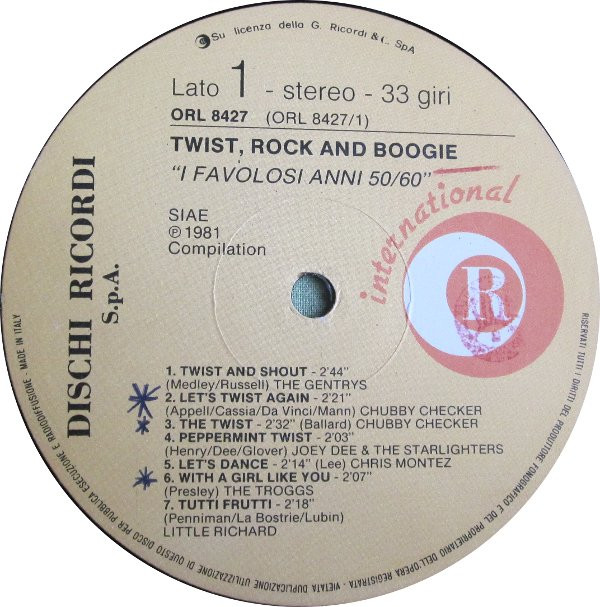 Su licenza della G. Ricordi & C. SpA
Lato 1 - stereo - 33 giri
ORL 8427 (ORL 8427/1)
TWIST, ROCK AND BOOGIE
"I FAVOLOSI ANNI 50/60"
SIAE
℗ 1981
Compilation
DISCHI RICORDI
S.p.A.
international
R
1. TWIST AND SHOUT - 2'44"
(Medley/Russell) THE GENTRYS
2. LET'S TWIST AGAIN - 2'21"
(Appell/Cassia/Da Vinci/Mann) CHUBBY CHECKER
3. THE TWIST - 2'32" (Ballard) CHUBBY CHECKER
4. PEPPERMINT TWIST - 2'03"
(Henry/Dee/Glover) JOEY DEE & THE STARLIGHTERS
5. LET'S DANCE - 2'14" (Lee) CHRIS MONTEZ
6. WITH A GIRL LIKE YOU - 2'07"
(Presley) THE TROGGS
7. TUTTI FRUTTI - 2'18"
(Penniman/La Bostrie/Lubin)
LITTLE RICHARD
RISERVATI TUTTI I DIRITTI DEL PRODUTTORE FONOGRAFICO E DEL PROPRIETARIO DELL'OPERA REGISTRATA - VIETATA DUPLICAZIONE UTILIZZAZIONE DI QUESTO DISCO PER PUBBLICA ESECUZIONE E RADIODIFFUSIONE - MADE IN ITALY